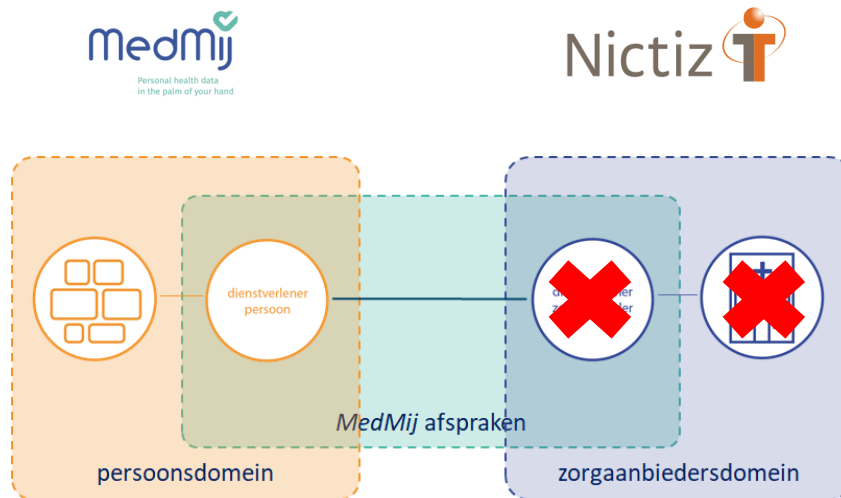 MedMij
Personal health data
in the palm of your hand
Nictiz
dienstverlener
persoon
MedMij afspraken
persoonsdomein
zorgaanbiedersdomein